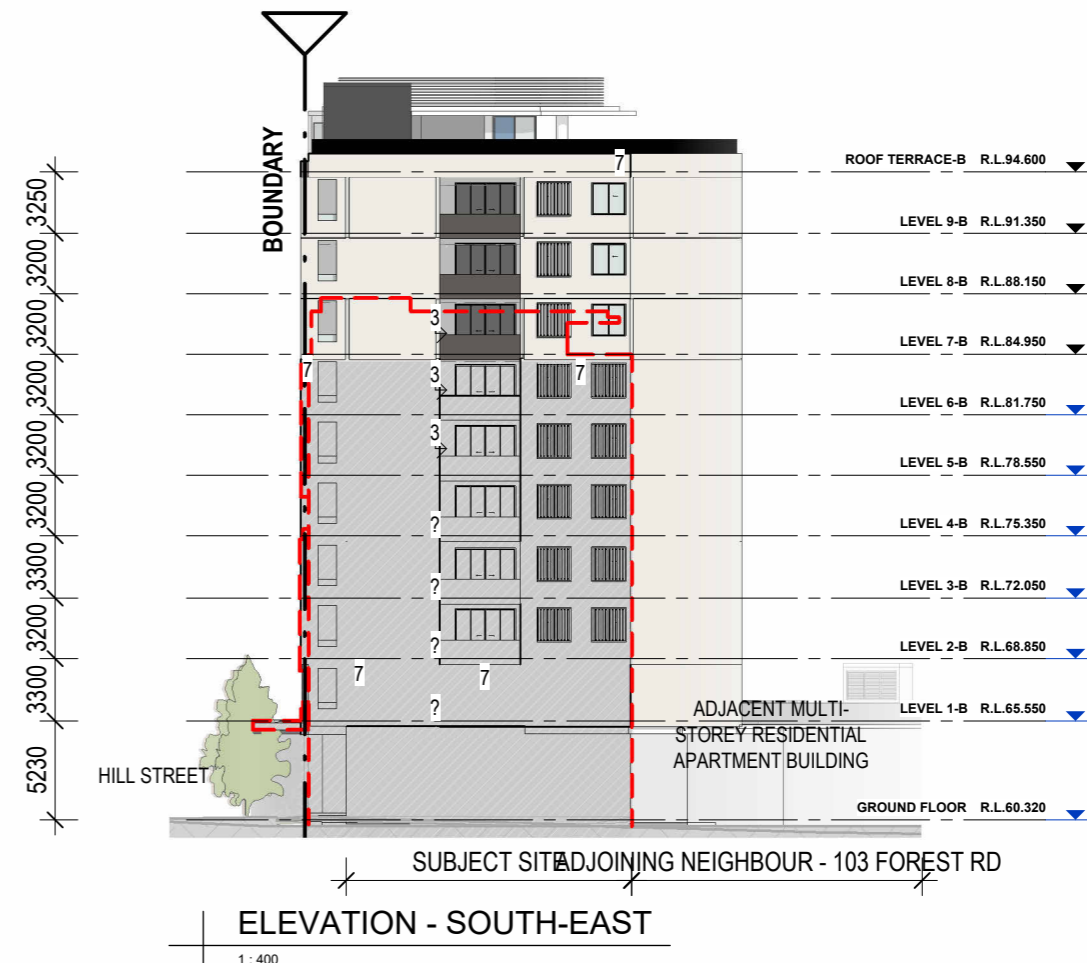 BOUNDARY
7
ROOF TERRACE-B R.L.94.600
3250
LEVEL 9-B R.L.91.350
3200
LEVEL 8-B R.L.88.150
3200
3
LEVEL 7-B R.L.84.950
7
3
7
3200
LEVEL 6-B R.L.81.750
3
3200
LEVEL 5-B R.L.78.550
3200
?
LEVEL 4-B R.L.75.350
3300
?
LEVEL 3-B R.L.72.050
3200
?
LEVEL 2-B R.L.68.850
7
7
3300
?
LEVEL 1-B R.L.65.550
ADJACENT MULTI-
STOREY RESIDENTIAL
APARTMENT BUILDING
5230
HILL STREET
GROUND FLOOR R.L.60.320
SUBJECT SITE
ADJOINING NEIGHBOUR - 103 FOREST RD
ELEVATION - SOUTH-EAST
1 : 400